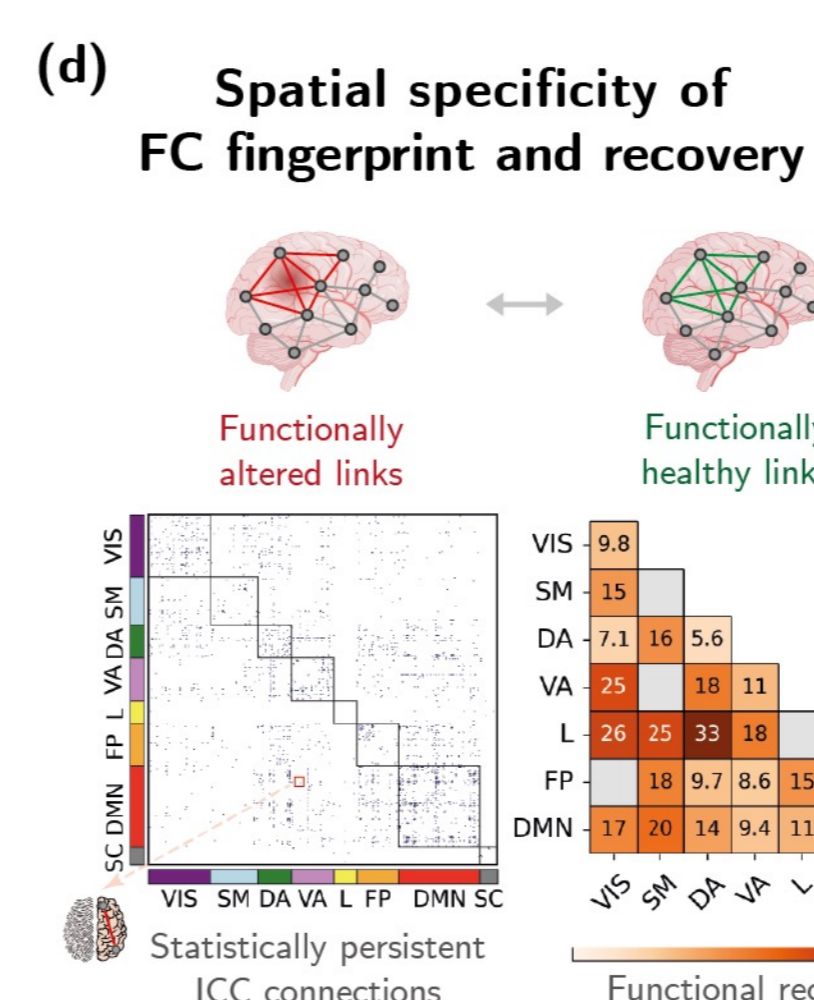 (d)
Spatial specificity of
FC fingerprint and recovery
Functionally
altered links
Functionally
healthy link
VIS
SM
DA
VA
L
FP
DMN
SC
VIS SM DA VA L FP DMN SC
Statistically persistent
ICC connections
VIS 9.8
SM 15
DA 7.1 16 5.6
VA 25 18 11
L 26 25 33 18
FP 18 9.7 8.6 15
DMN 17 20 14 9.4 11
VIS SM DA VA L
Functional rec